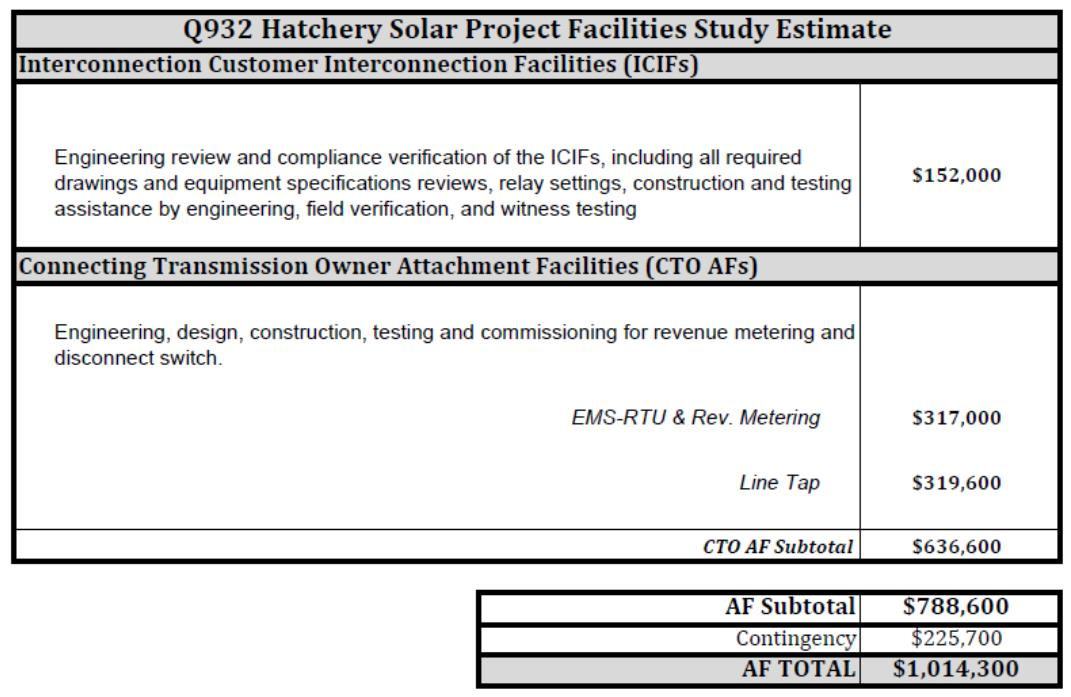 Q932 Hatchery Solar Project Facilities Study Estimate
Interconnection Customer Interconnection Facilities (ICIFs)
Engineering review and compliance verification of the ICIFs, including all required
drawings and equipment specifications reviews, relay settings, construction and testing
assistance by engineering, field verification, and witness testing
$152,000
Connecting Transmission Owner Attachment Facilities (CTO AFs)
Engineering, design, construction, testing and commissioning for revenue metering and
disconnect switch.
EMS-RTU & Rev. Metering $317,000
Line Tap $319,600
CTO AF Subtotal $636,600
AF Subtotal $788,600
Contingency $225,700
AF TOTAL $1,014,300